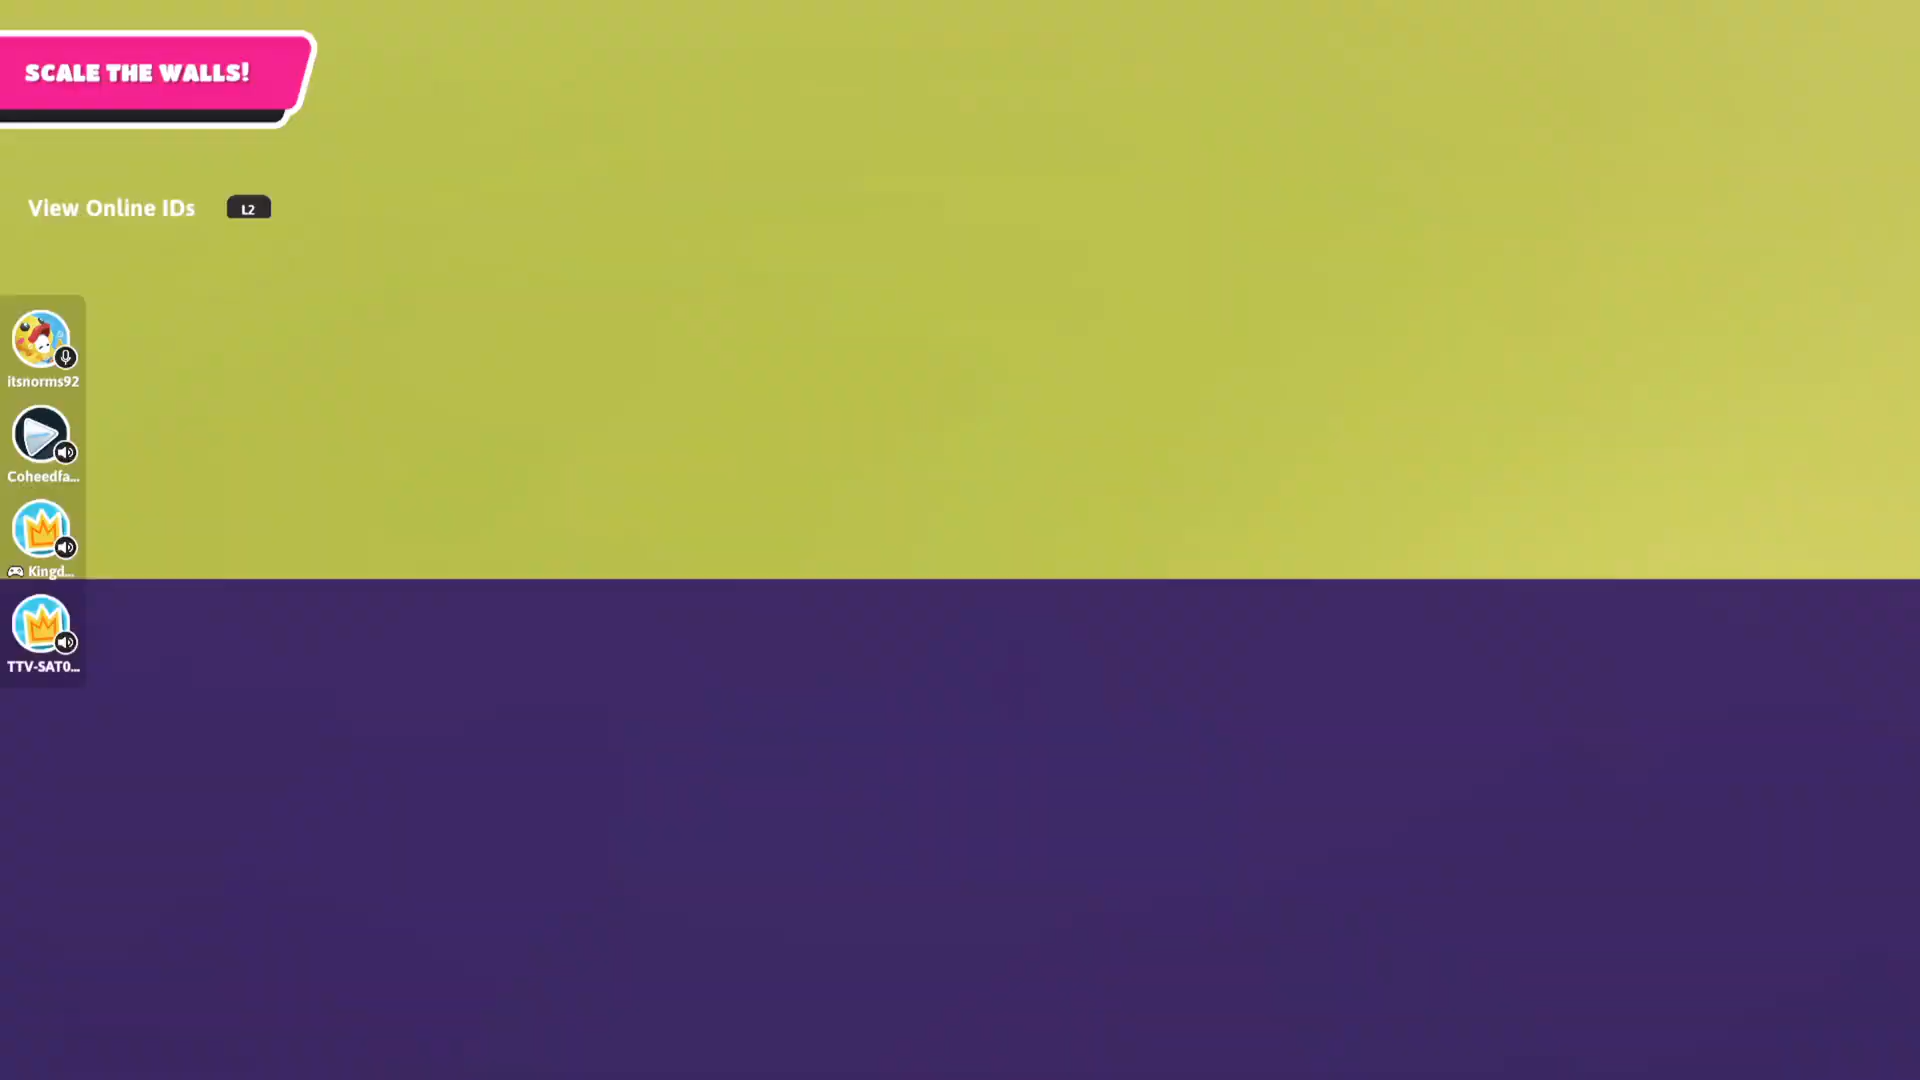 SCALE THE WALLS!
View Online IDs L2
itsnorms92
Coheedfa...
Kingd...
TTV-SAT0...